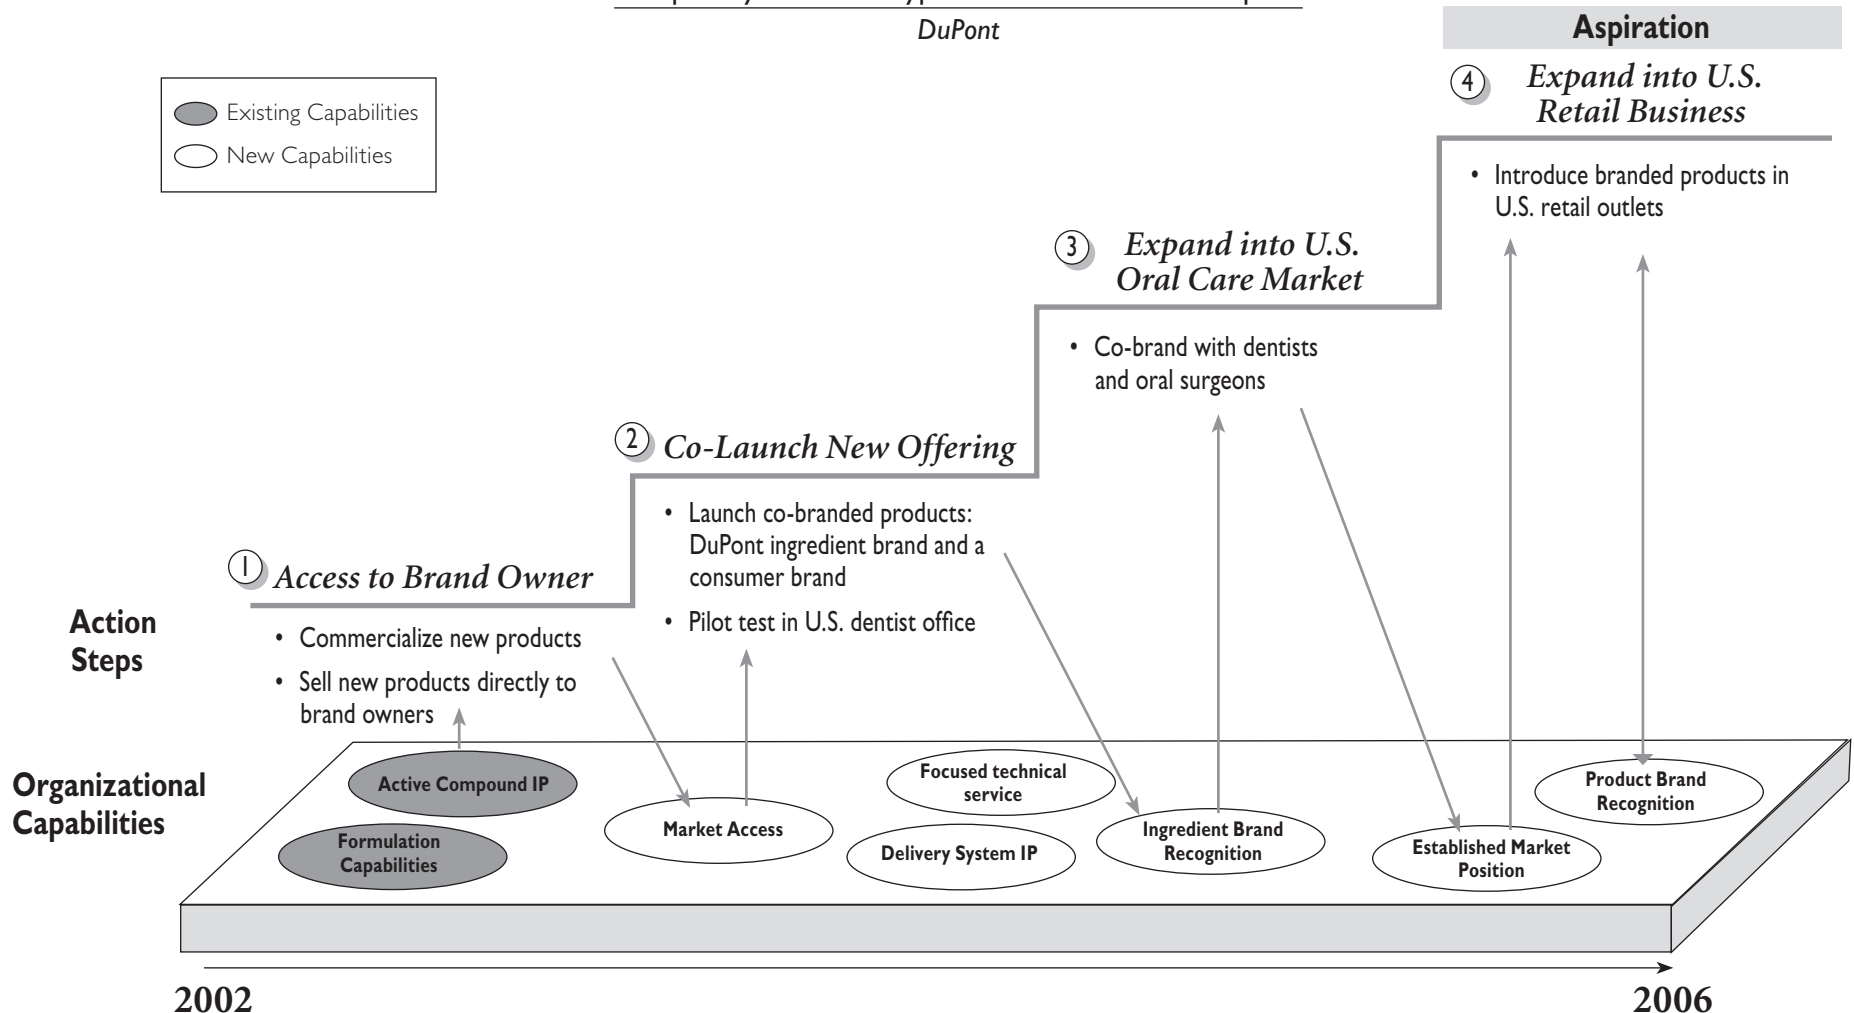 DuPont
Aspiration
Existing Capabilities
New Capabilities
4
Expand into U.S.
Retail Business
• Introduce branded products in
U.S. retail outlets
3
Expand into U.S.
Oral Care Market
• Co-brand with dentists
and oral surgeons
2
Co-Launch New Offering
• Launch co-branded products:
DuPont ingredient brand and a
consumer brand
• Pilot test in U.S. dentist office
1
Access to Brand Owner
Action
Steps
• Commercialize new products
• Sell new products directly to
brand owners
Organizational
Capabilities
Active Compound IP
Formulation
Capabilities
Market Access
Focused technical
service
Delivery System IP
Ingredient Brand
Recognition
Established Market
Position
Product Brand
Recognition
2002
2006